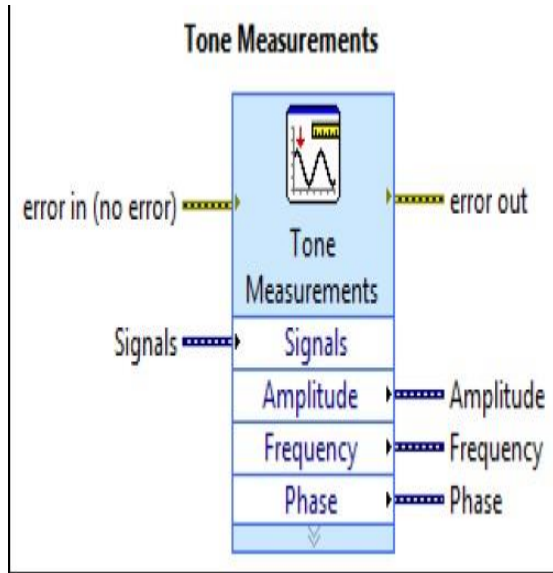 Tone Measurements
error in (no error)
error out
Tone
Measurements
Signals
Signals
Amplitude
Amplitude
Frequency
Frequency
Phase
Phase